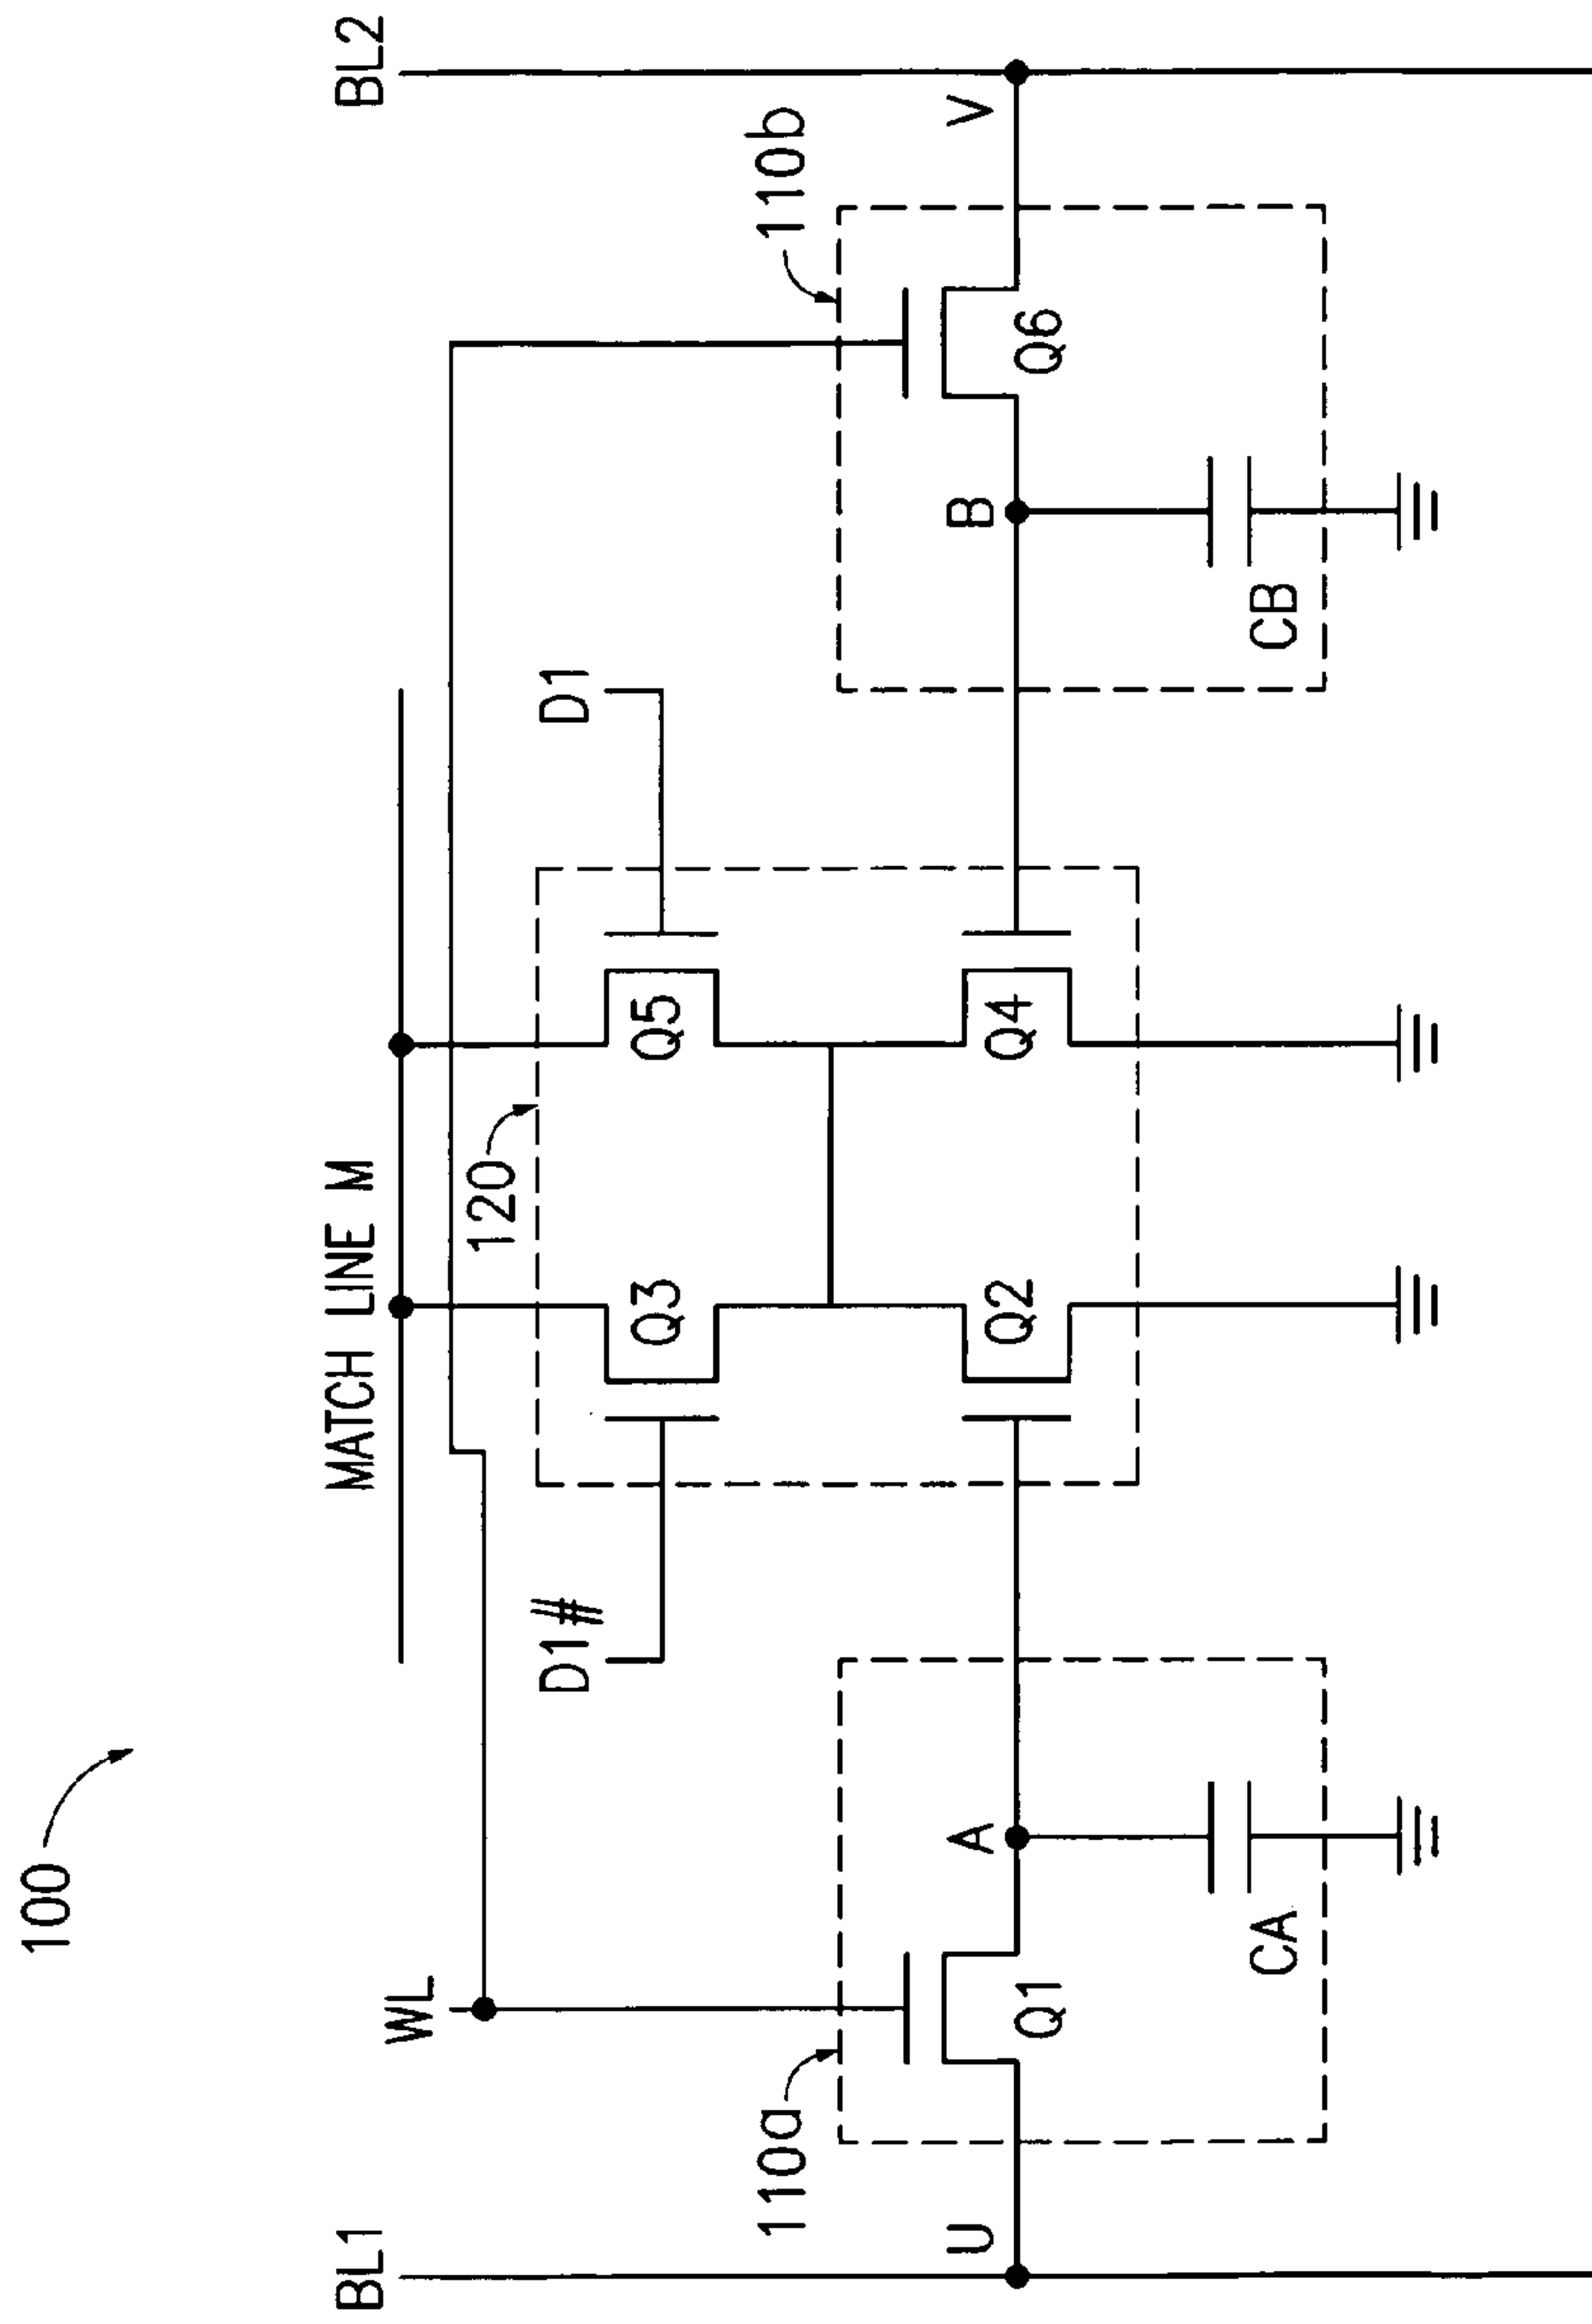 100
BL1
WL
MATCH LINE M
BL2
120
D1#
D1
Q3
Q5
110a
110b
U
A
Q2
Q4
B
V
Q1
Q6
CA
CB